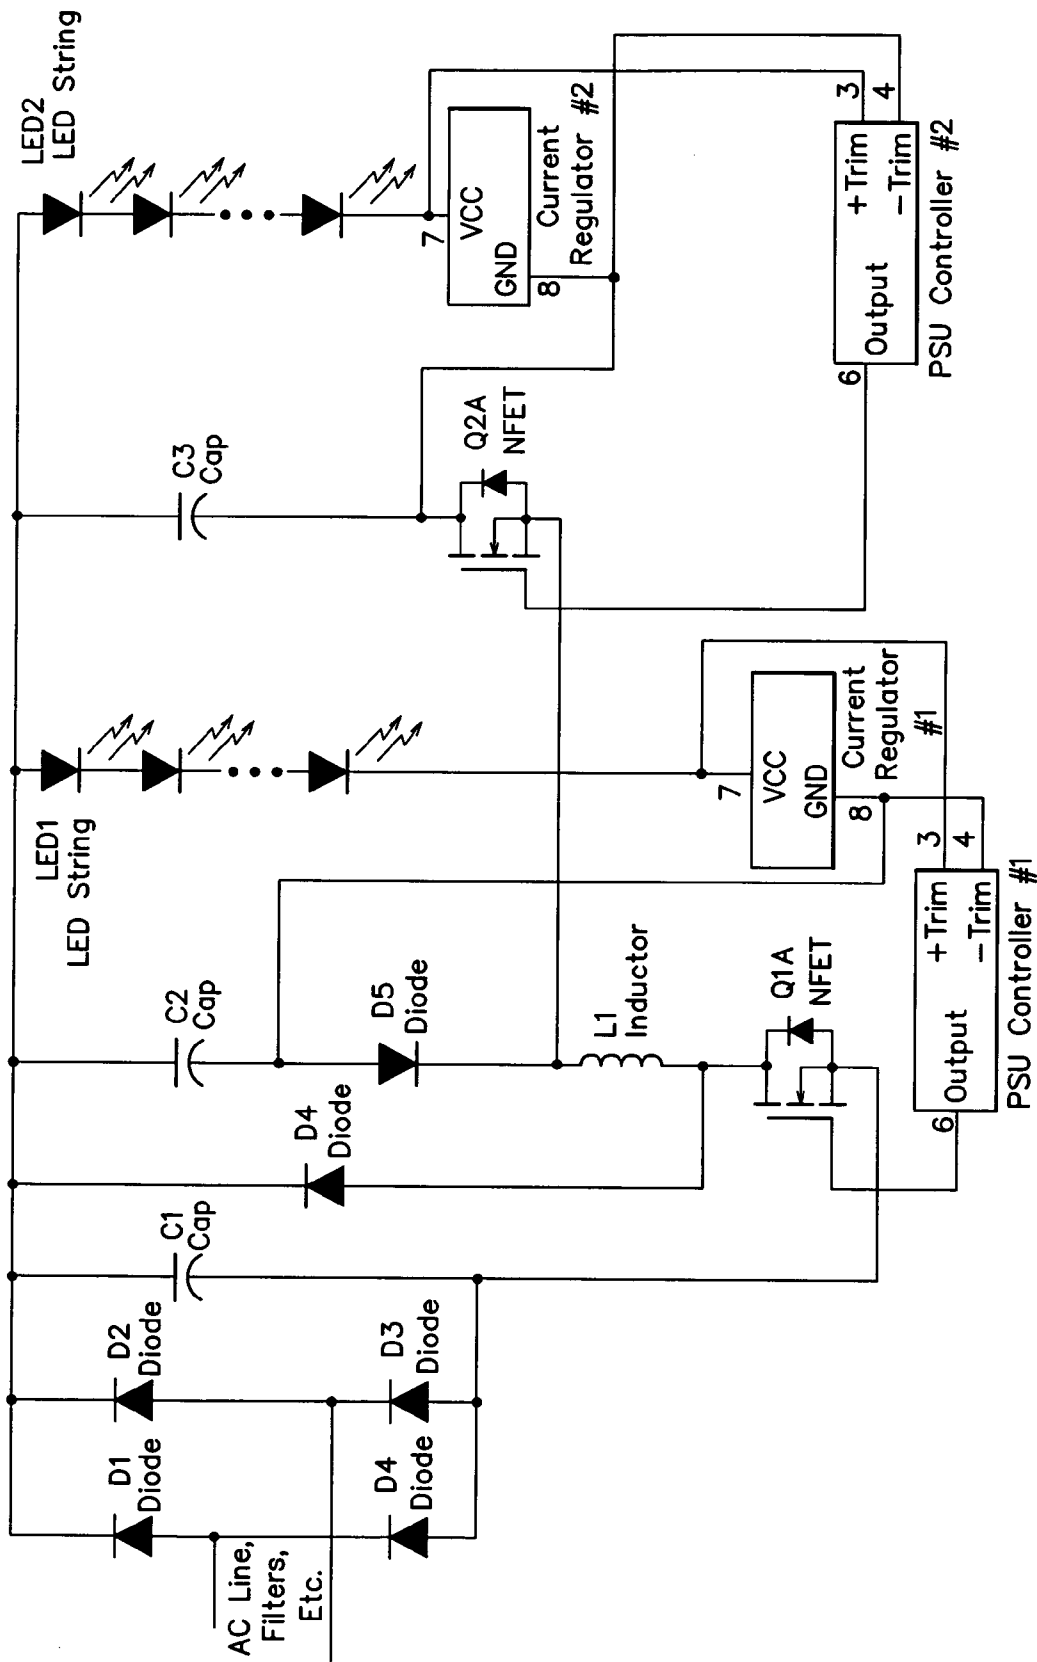 AC Line,
Filters,
Etc.
D1
Diode
D2
Diode
D4
Diode
D3
Diode
C1
Cap
D4
Diode
C2
Cap
D5
Diode
L1
Inductor
Q1A
NFET
LED1
LED String
7
VCC
GND
8
Current
Regulator
#1
3
4
+Trim
−Trim
Output
6
PSU Controller #1
C3
Cap
Q2A
NFET
LED2
LED String
7
VCC
GND
8
Current
Regulator #2
3
4
+Trim
−Trim
Output
6
PSU Controller #2